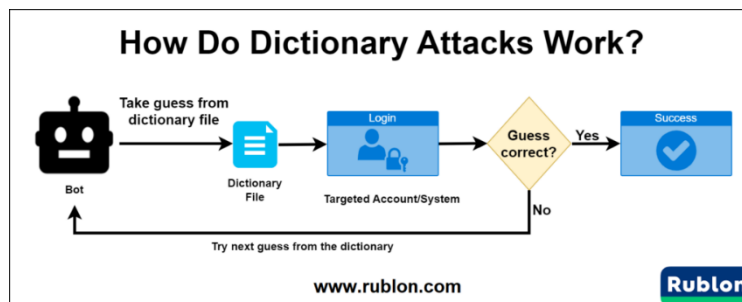 How Do Dictionary Attacks Work?
Take guess from
dictionary file
Bot
Dictionary
File
Login
Targeted Account/System
Guess
correct?
Yes
Success
No
Try next guess from the dictionary
www.rublon.com
Rublon